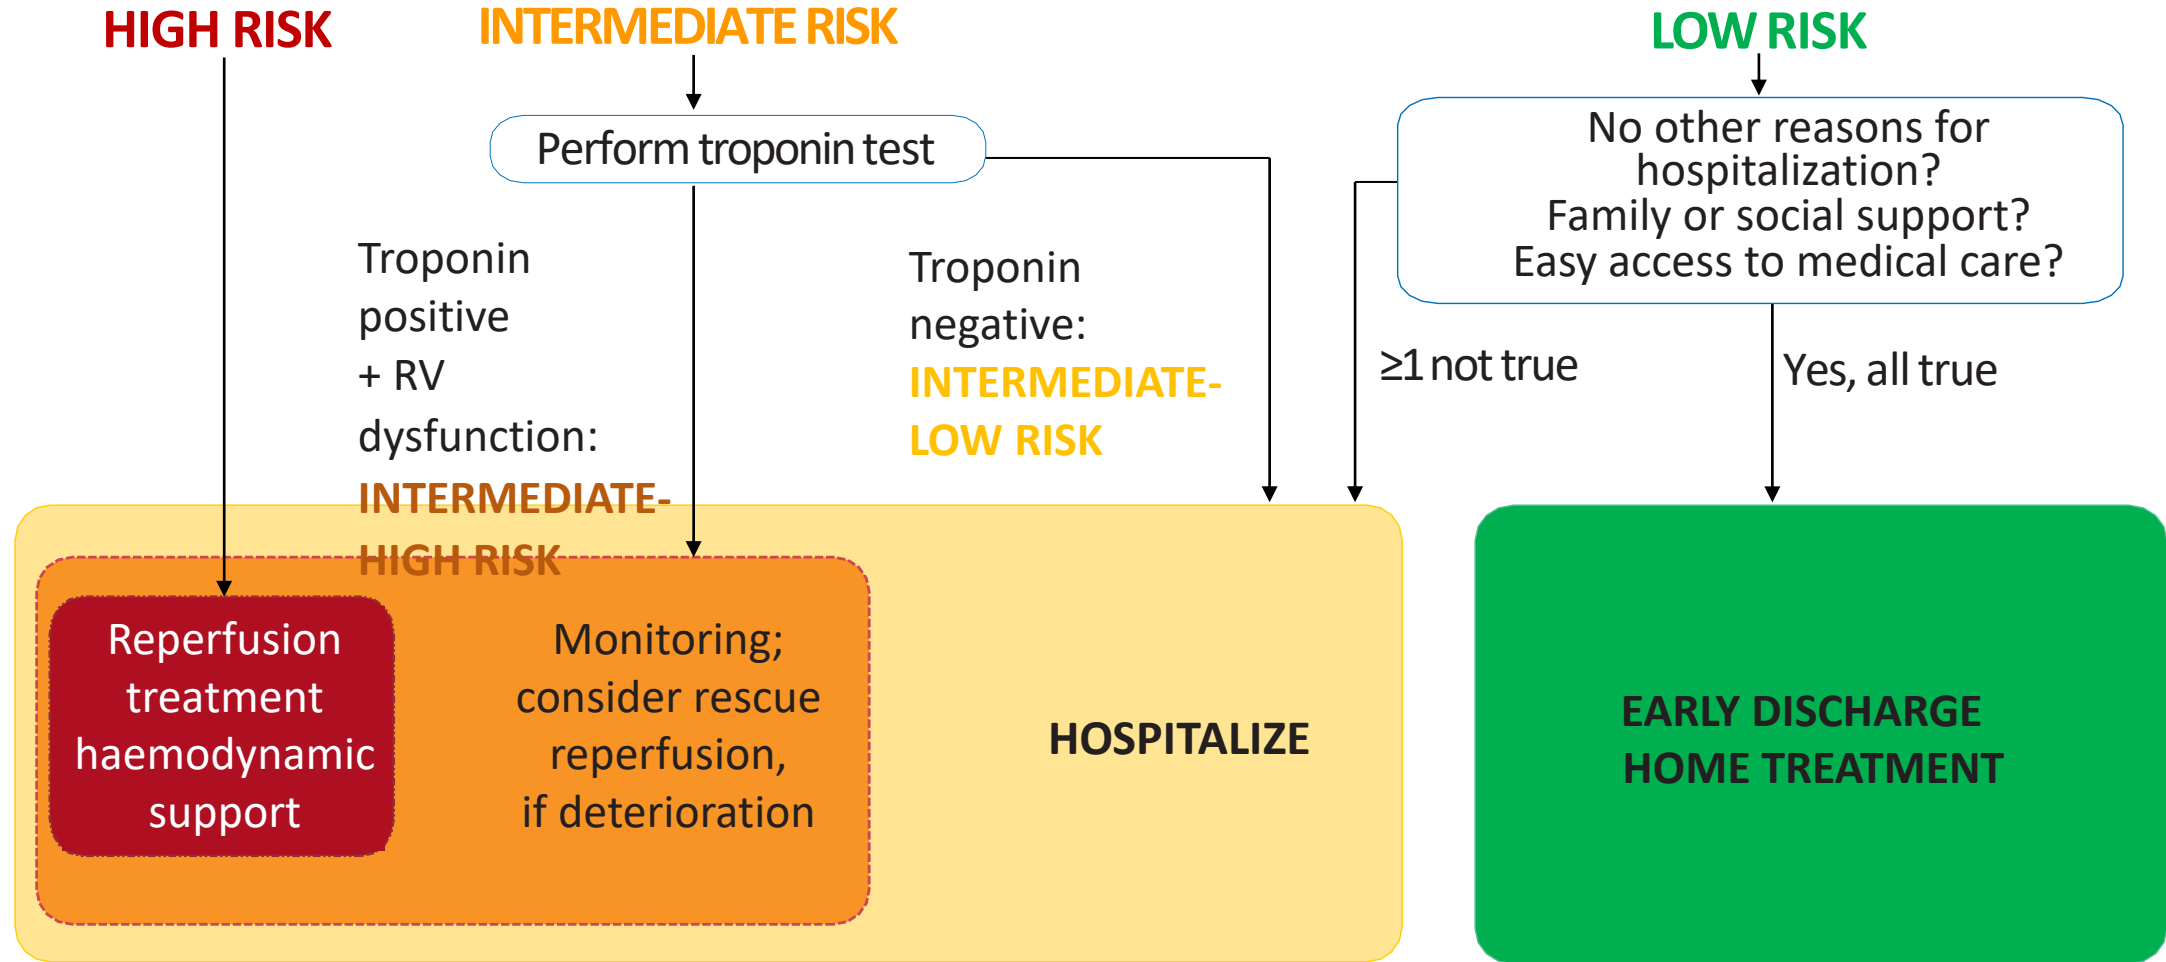 HIGH RISK
INTERMEDIATE RISK
LOW RISK
Perform troponin test
No other reasons for
hospitalization?
Family or social support?
Easy access to medical care?
Troponin
positive
+ RV
dysfunction:
INTERMEDIATE-
HIGH RISK
Troponin
negative:
INTERMEDIATE-
LOW RISK
≥1 not true
Yes, all true
Reperfusion
treatment
haemodynamic
support
Monitoring;
consider rescue
reperfusion,
if deterioration
HOSPITALIZE
EARLY DISCHARGE
HOME TREATMENT